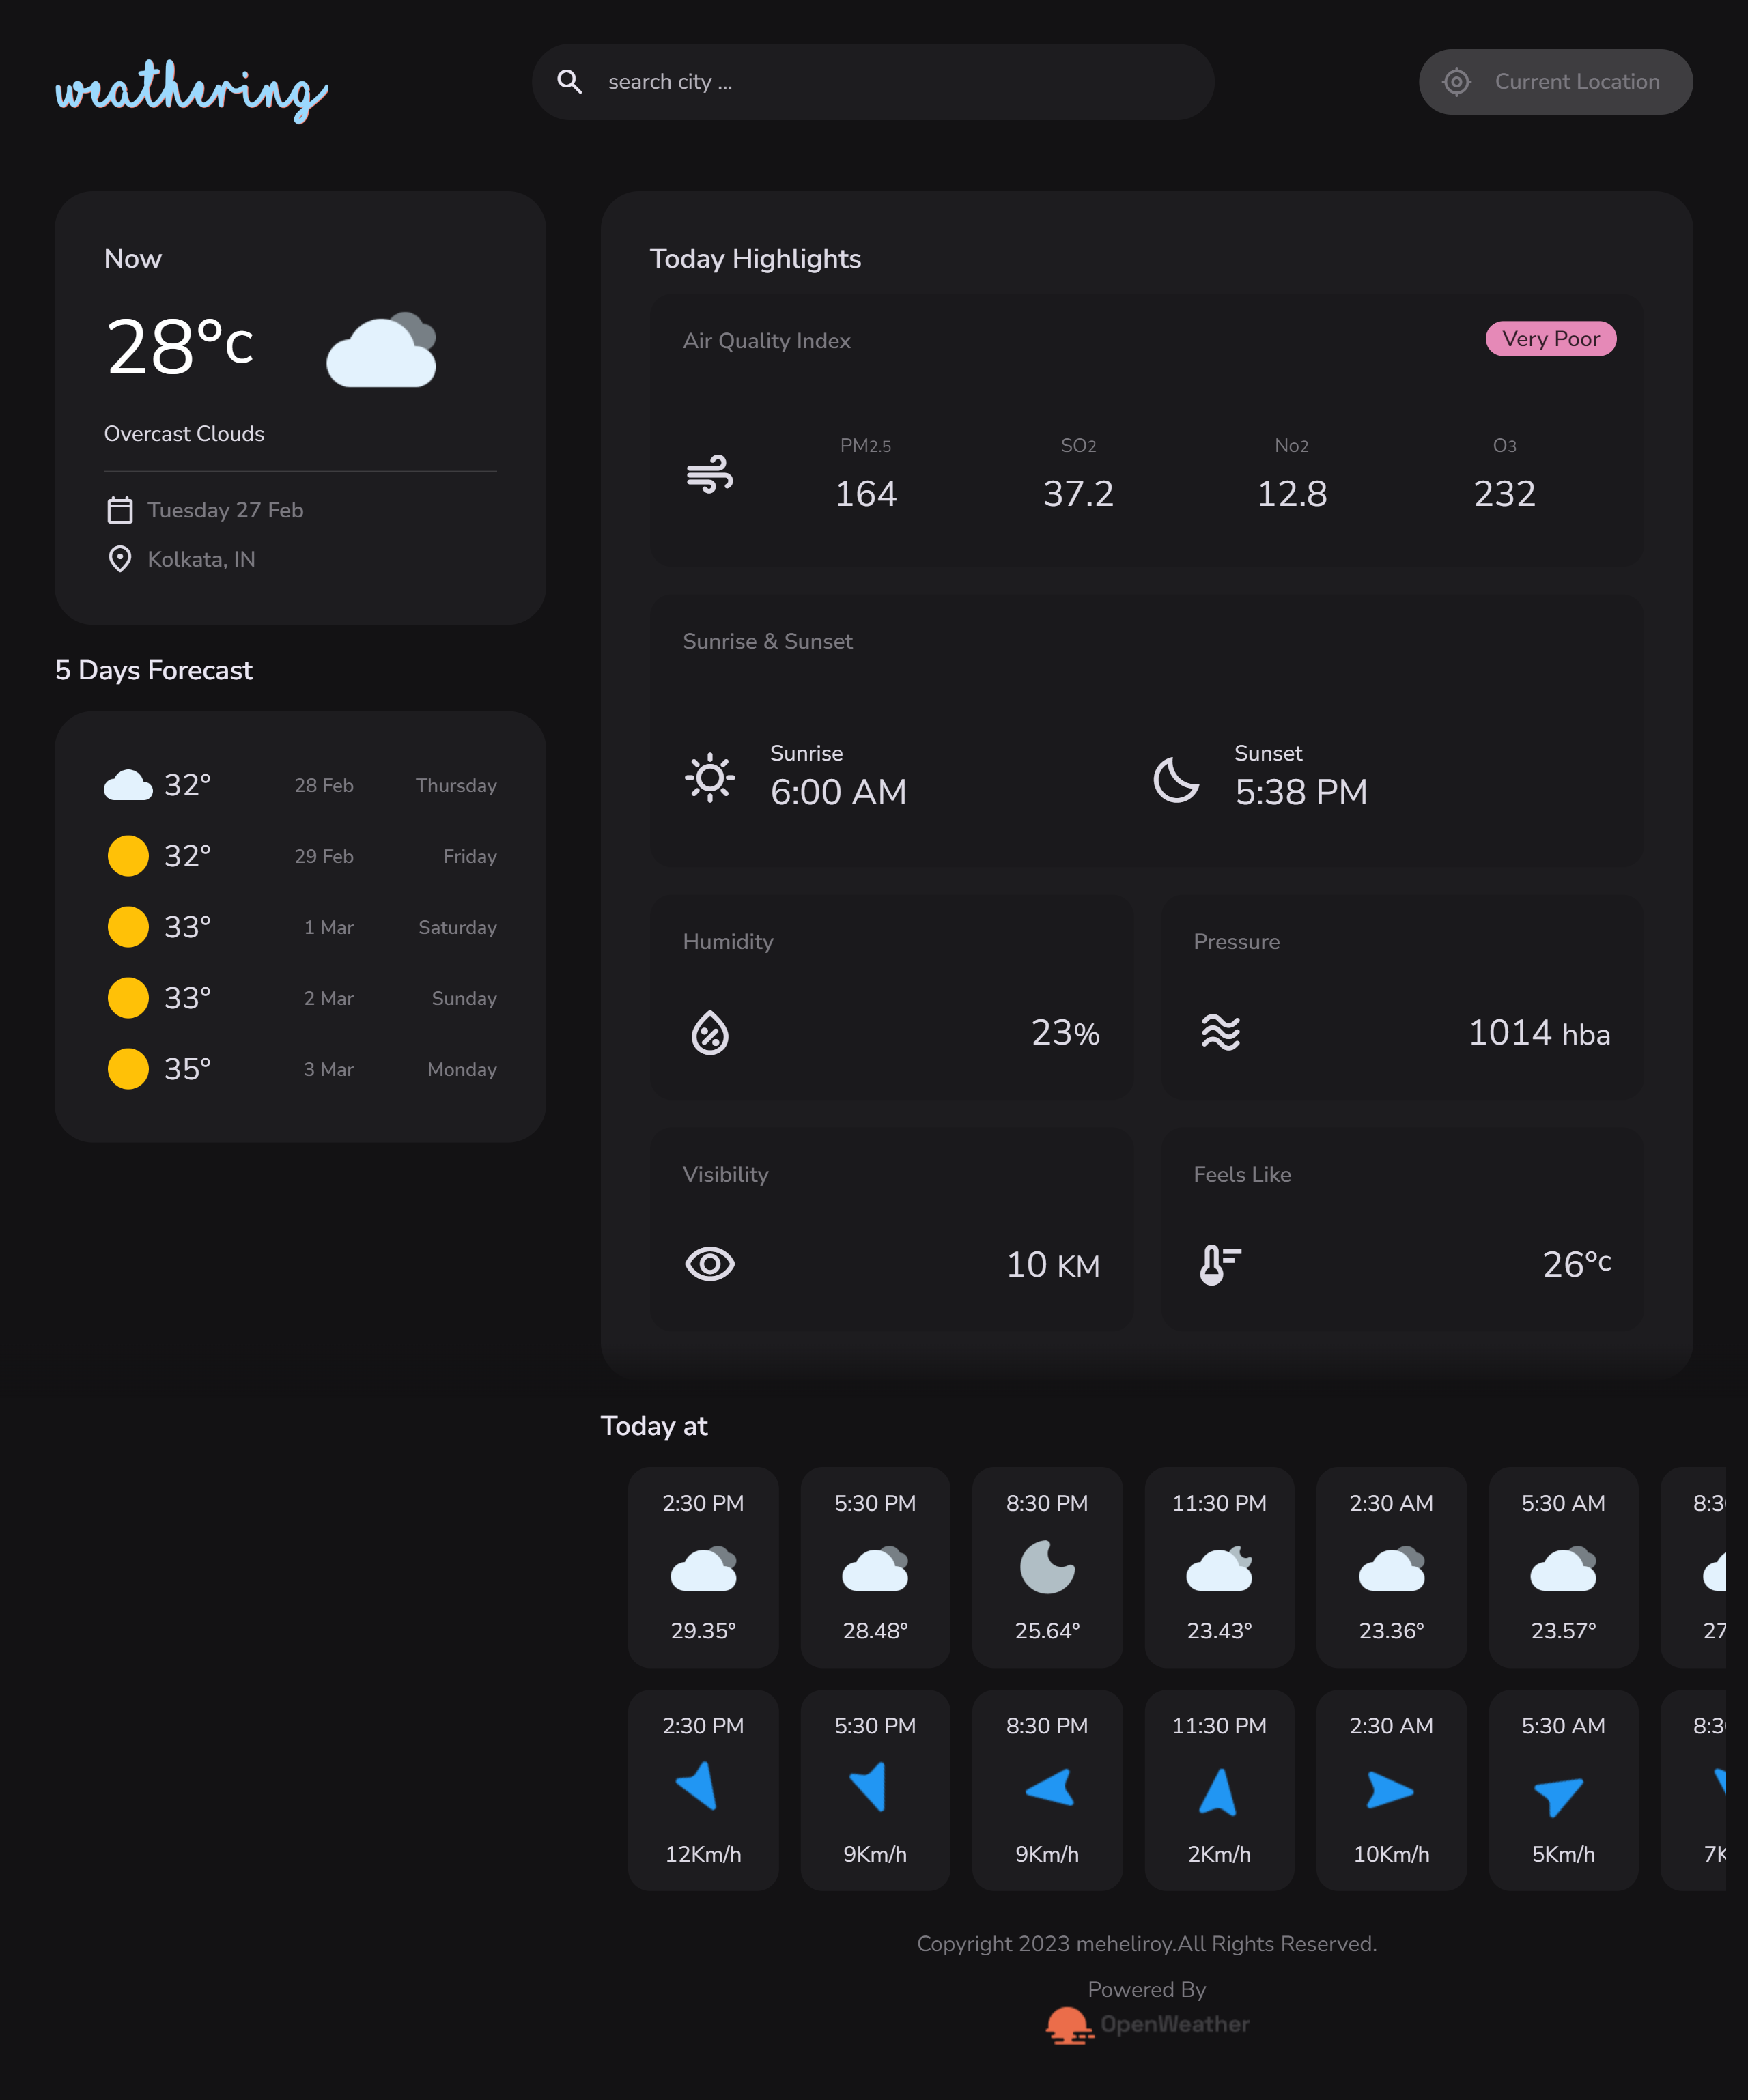 weathering
search city ...
Current Location
Now
28°c
Overcast Clouds
Tuesday 27 Feb
Kolkata, IN
5 Days Forecast
32° 28 Feb Thursday
32° 29 Feb Friday
33° 1 Mar Saturday
33° 2 Mar Sunday
35° 3 Mar Monday
Today Highlights
Air Quality Index
Very Poor
PM2.5 SO2 No2 O3
164 37.2 12.8 232
Sunrise & Sunset
Sunrise
6:00 AM
Sunset
5:38 PM
Humidity
23%
Pressure
1014 hba
Visibility
10 KM
Feels Like
26°c
Today at
2:30 PM 5:30 PM 8:30 PM 11:30 PM 2:30 AM 5:30 AM 8:3
29.35° 28.48° 25.64° 23.43° 23.36° 23.57° 27
2:30 PM 5:30 PM 8:30 PM 11:30 PM 2:30 AM 5:30 AM 8:3
12Km/h 9Km/h 9Km/h 2Km/h 10Km/h 5Km/h 7K
Copyright 2023 meheliroy.All Rights Reserved.
Powered By
OpenWeather